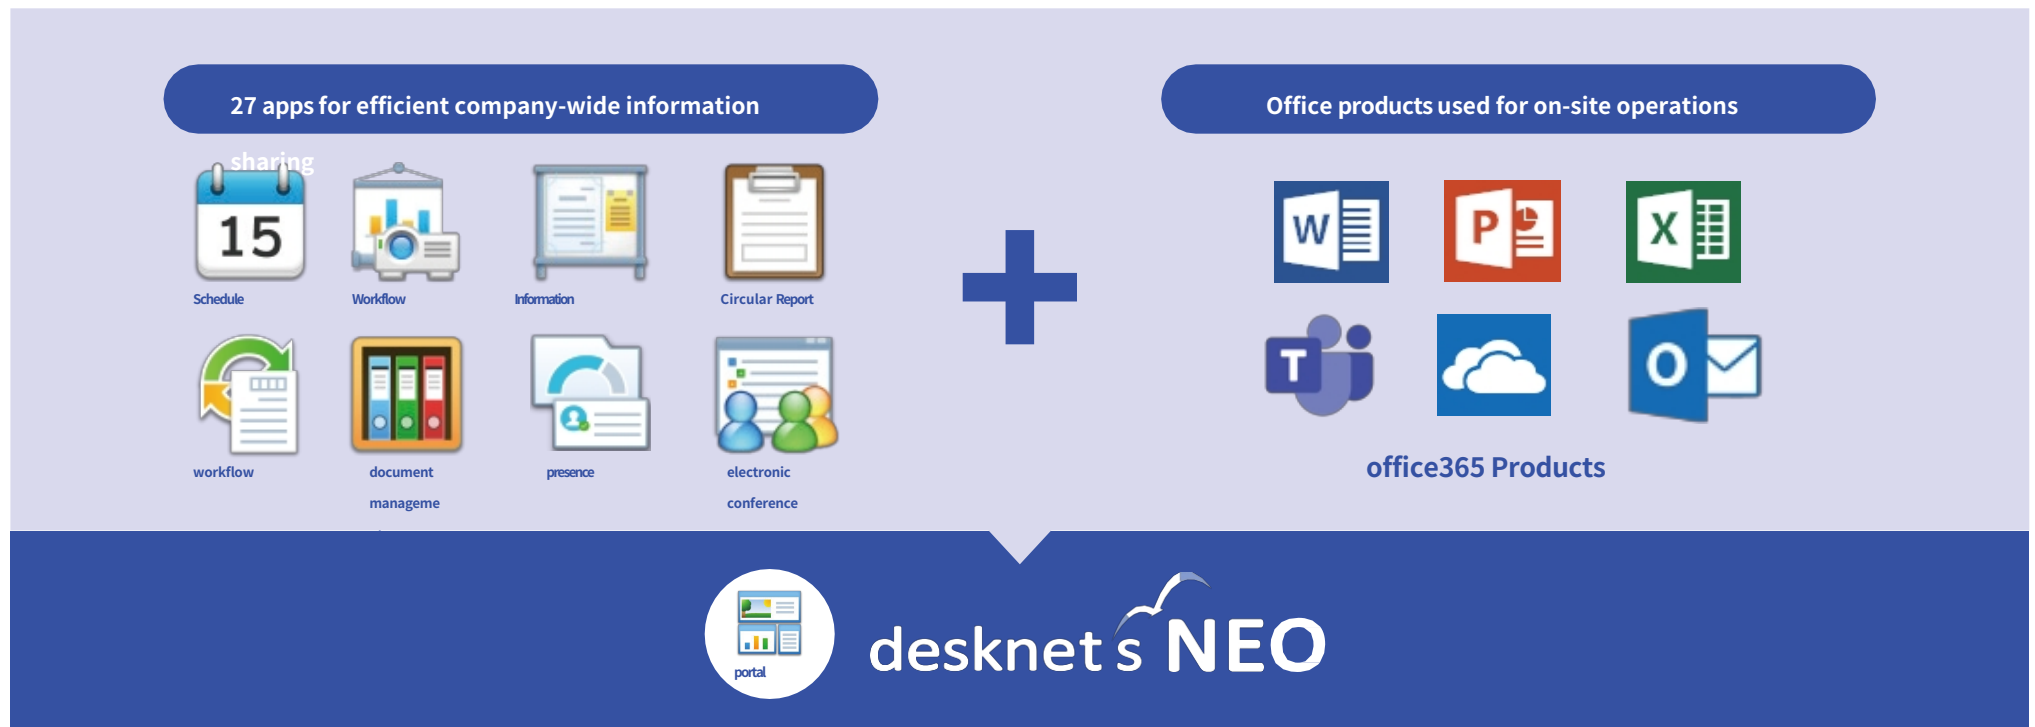 27 apps for efficient company-wide information
sharing
Office products used for on-site operations
15
Schedule
Workflow
Information
Circular Report
W
P
X
workflow
document
manageme
presence
electronic
conference
T
O
office365 Products
portal
desknet's NEO